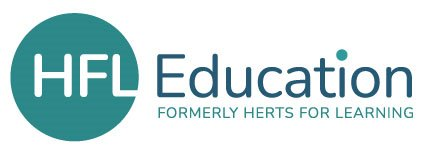 HFL Education
FORMERLY HERTS FOR LEARNING